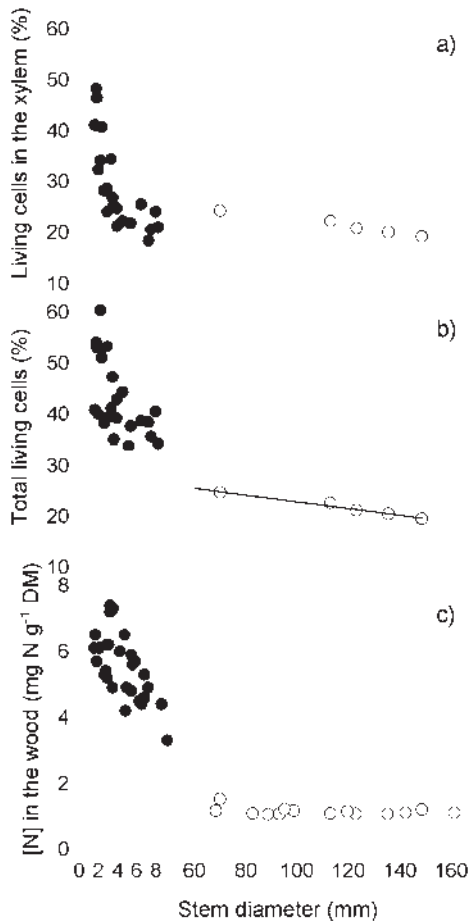 Living cells in the xylem (%)
60
50
40
30
20
10
a)
Total living cells (%)
60
50
40
30
20
10
b)
[N] in the wood (mg N g⁻¹ DM)
8
6
4
2
0
c)
0 2 4 6 8 60 80 100 120 140 160
Stem diameter (mm)